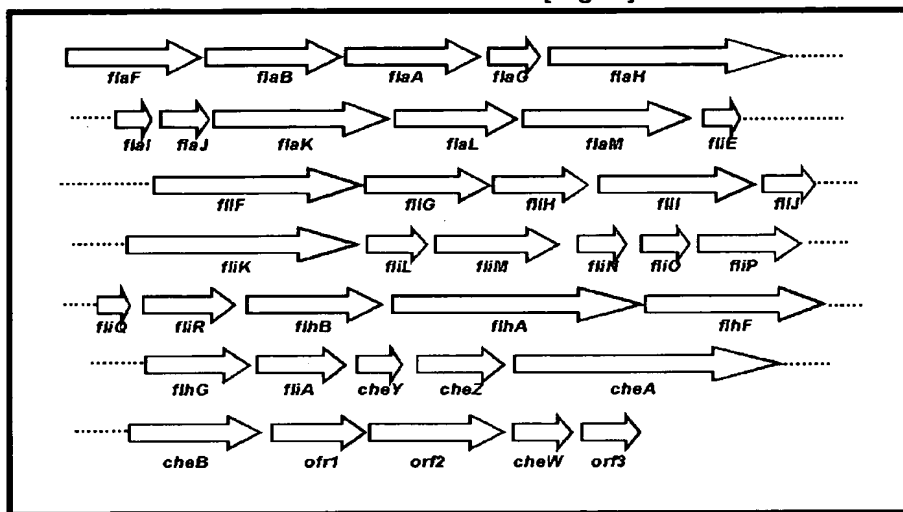 flaF flaB flaA flaG flaH
flaI flaJ flaK flaL flaM fliE
fliF fliG fliH fliI fliJ
fliK fliL fliM fliN fliO fliP
fliQ fliR flhB flhA flhF
flhG fliA cheY cheZ cheA
cheB ofr1 orf2 cheW orf3